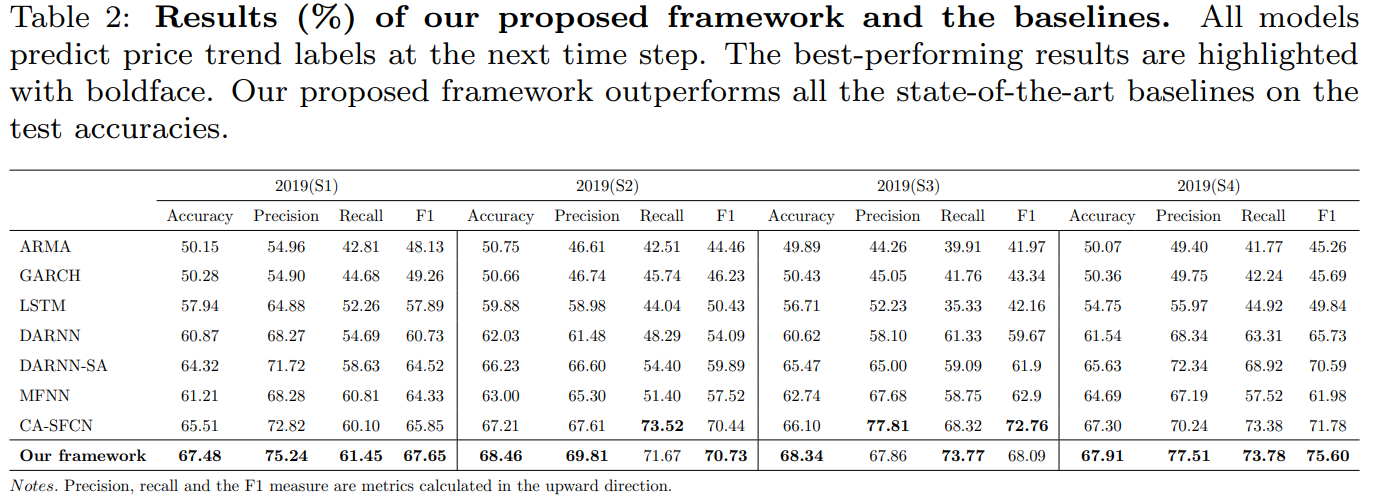 Table 2: Results (%) of our proposed framework and the baselines. All models
predict price trend labels at the next time step. The best-performing results are highlighted
with boldface. Our proposed framework outperforms all the state-of-the-art baselines on the
test accuracies.
2019(S1) 2019(S2) 2019(S3) 2019(S4)
Accuracy Precision Recall F1 Accuracy Precision Recall F1 Accuracy Precision Recall F1 Accuracy Precision Recall F1
ARMA 50.15 54.96 42.81 48.13 50.75 46.61 42.51 44.46 49.89 44.26 39.91 41.97 50.07 49.40 41.77 45.26
GARCH 50.28 54.90 44.68 49.26 50.66 46.74 45.74 46.23 50.43 45.05 41.76 43.34 50.36 49.75 42.24 45.69
LSTM 57.94 64.88 52.26 57.89 59.88 58.98 44.04 50.43 56.71 52.23 35.33 42.16 54.75 55.97 44.92 49.84
DARNN 60.87 68.27 54.69 60.73 62.03 61.48 48.29 54.09 60.62 58.10 61.33 59.67 61.54 68.34 63.31 65.73
DARNN-SA 64.32 71.72 58.63 64.52 66.23 66.60 54.40 59.89 65.47 65.00 59.09 61.9 65.63 72.34 68.92 70.59
MFNN 61.21 68.28 60.81 64.33 63.00 65.30 51.40 57.52 62.74 67.68 58.75 62.9 64.69 67.19 57.52 61.98
CA-SFCN 65.51 72.82 60.10 65.85 67.21 67.61 73.52 70.44 66.10 77.81 68.32 72.76 67.30 70.24 73.38 71.78
Our framework 67.48 75.24 61.45 67.65 68.46 69.81 71.67 70.73 68.34 67.86 73.77 68.09 67.91 77.51 73.78 75.60
Notes. Precision, recall and the F1 measure are metrics calculated in the upward direction.